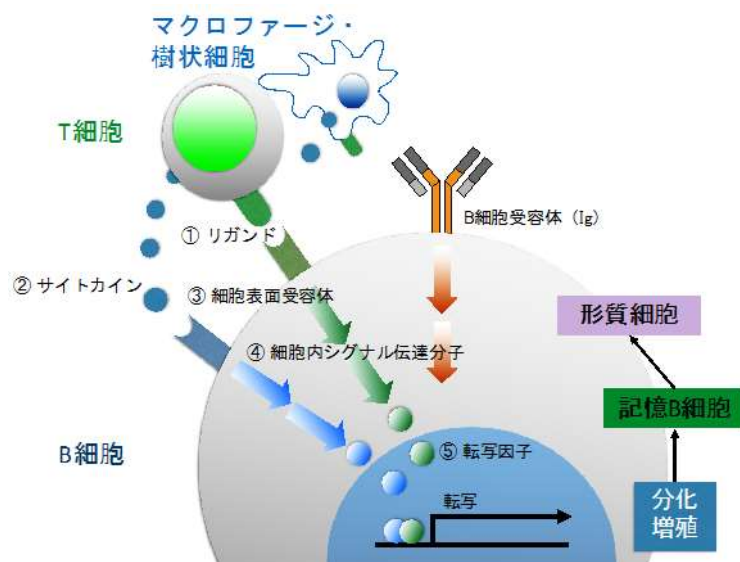 マクロファージ・
樹状細胞
T細胞
B細胞受容体（Ig）
① リガンド
② サイトカイン
③ 細胞表面受容体
形質細胞
④ 細胞内シグナル伝達分子
記憶B細胞
B細胞
⑤ 転写因子
転写
分化
増殖